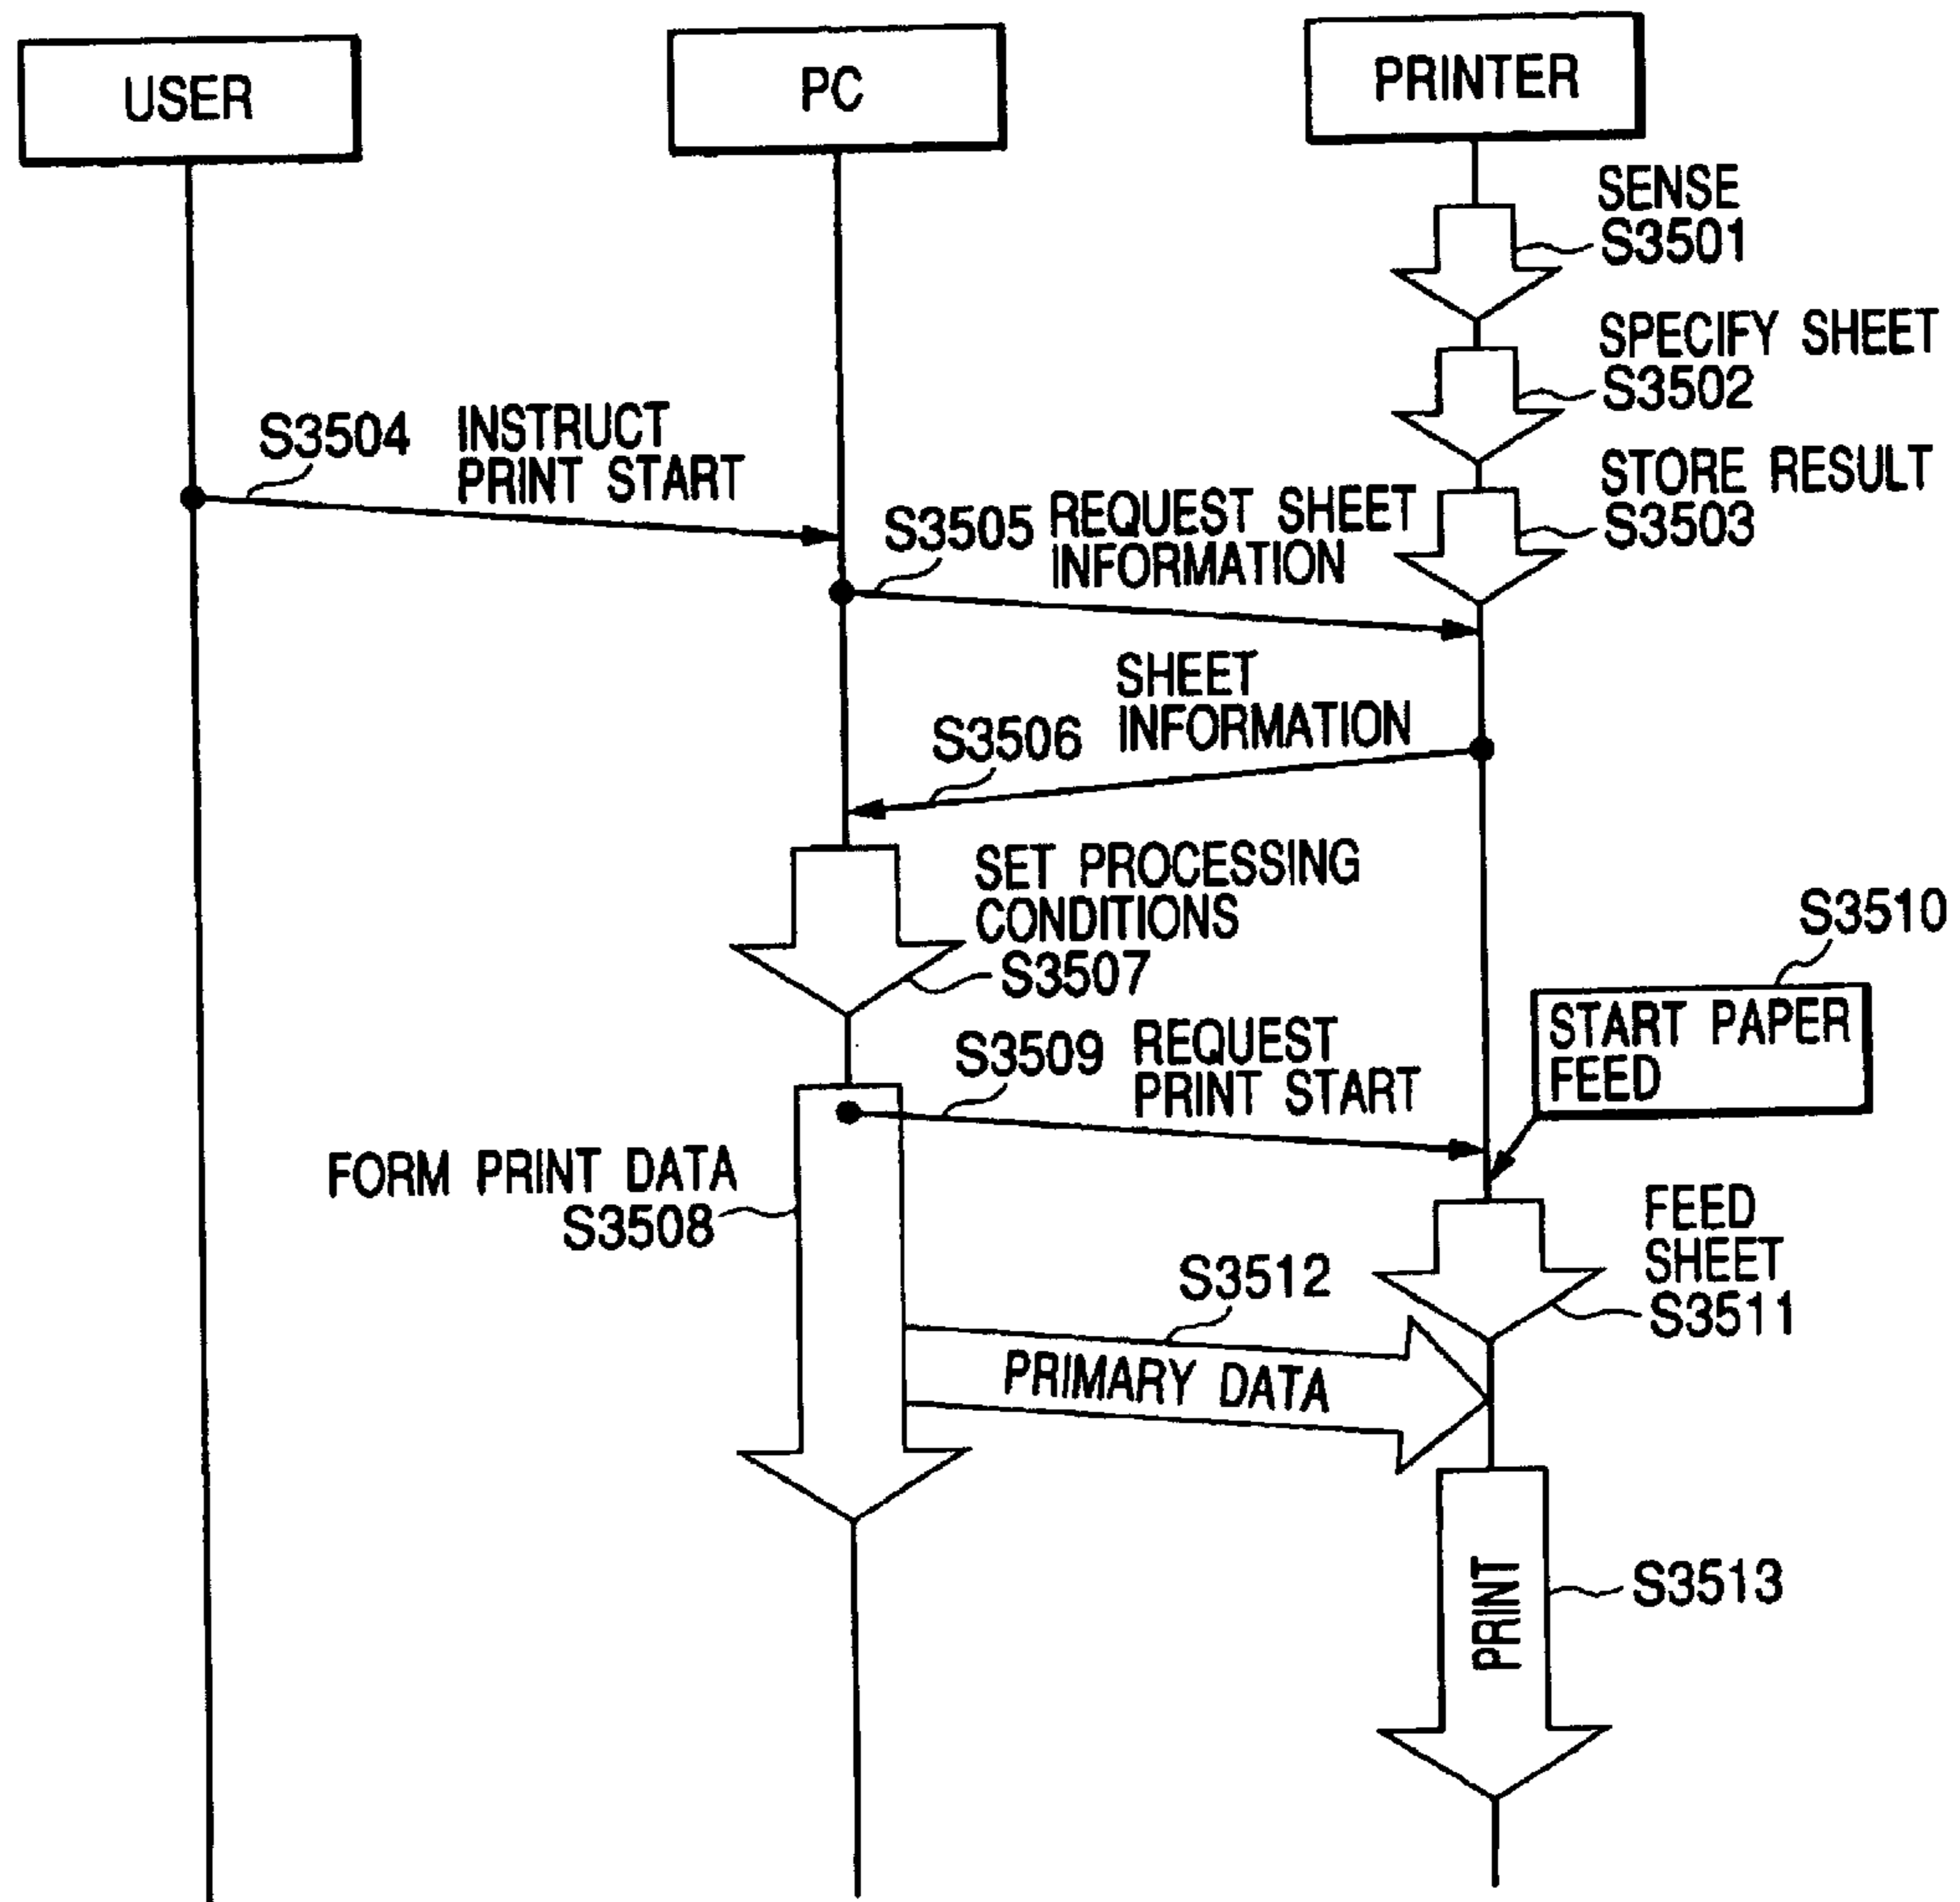 USER
PC
PRINTER
SENSE
S3501
SPECIFY SHEET
S3502
S3504
INSTRUCT
PRINT START
STORE RESULT
S3503
S3505
REQUEST SHEET
INFORMATION
SHEET
INFORMATION
S3506
SET PROCESSING
CONDITIONS
S3507
S3510
START PAPER
FEED
S3509
REQUEST
PRINT START
FORM PRINT DATA
S3508
FEED
SHEET
S3511
S3512
PRIMARY DATA
PRINT
S3513